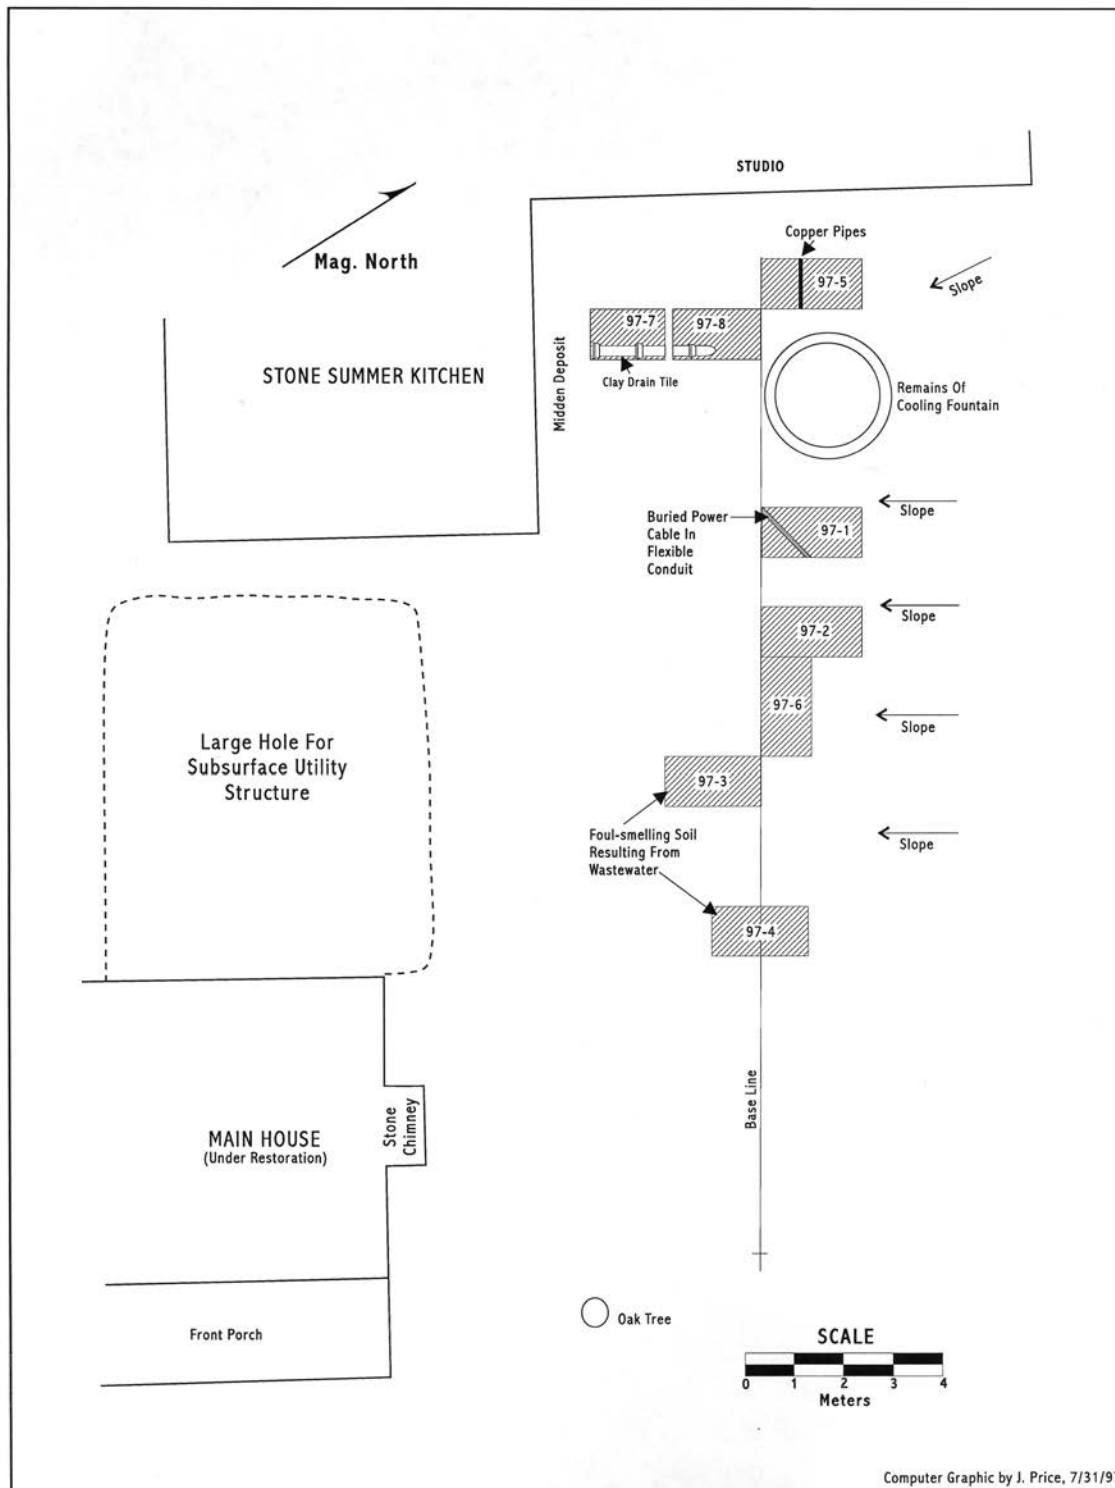 STUDIO
Mag. North
Copper Pipes
97-5
Slope
97-7
97-8
STONE SUMMER KITCHEN
Midden Deposit
Clay Drain Tile
Remains Of
Cooling Fountain
Slope
Buried Power
Cable In
Flexible
Conduit
97-1
Slope
97-2
97-6
Slope
Large Hole For
Subsurface Utility
Structure
97-3
Foul-smelling Soil
Resulting From
Wastewater
Slope
97-4
Base Line
Stone
Chimney
MAIN HOUSE
(Under Restoration)
Front Porch
Oak Tree
SCALE
0 1 2 3 4
Meters
Computer Graphic by J. Price, 7/31/97